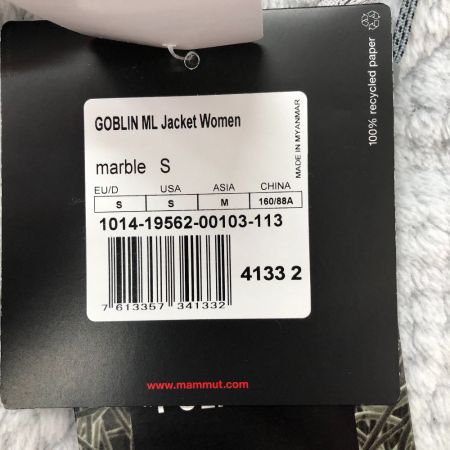 100% recycled paper
GOBLIN ML Jacket Women
MADE IN MYANMAR
marble S
EU/D USA ASIA CHINA
S S M 160/88A
1014-19562-00103-113
4133 2
7 613357 341332
www.mammut.com